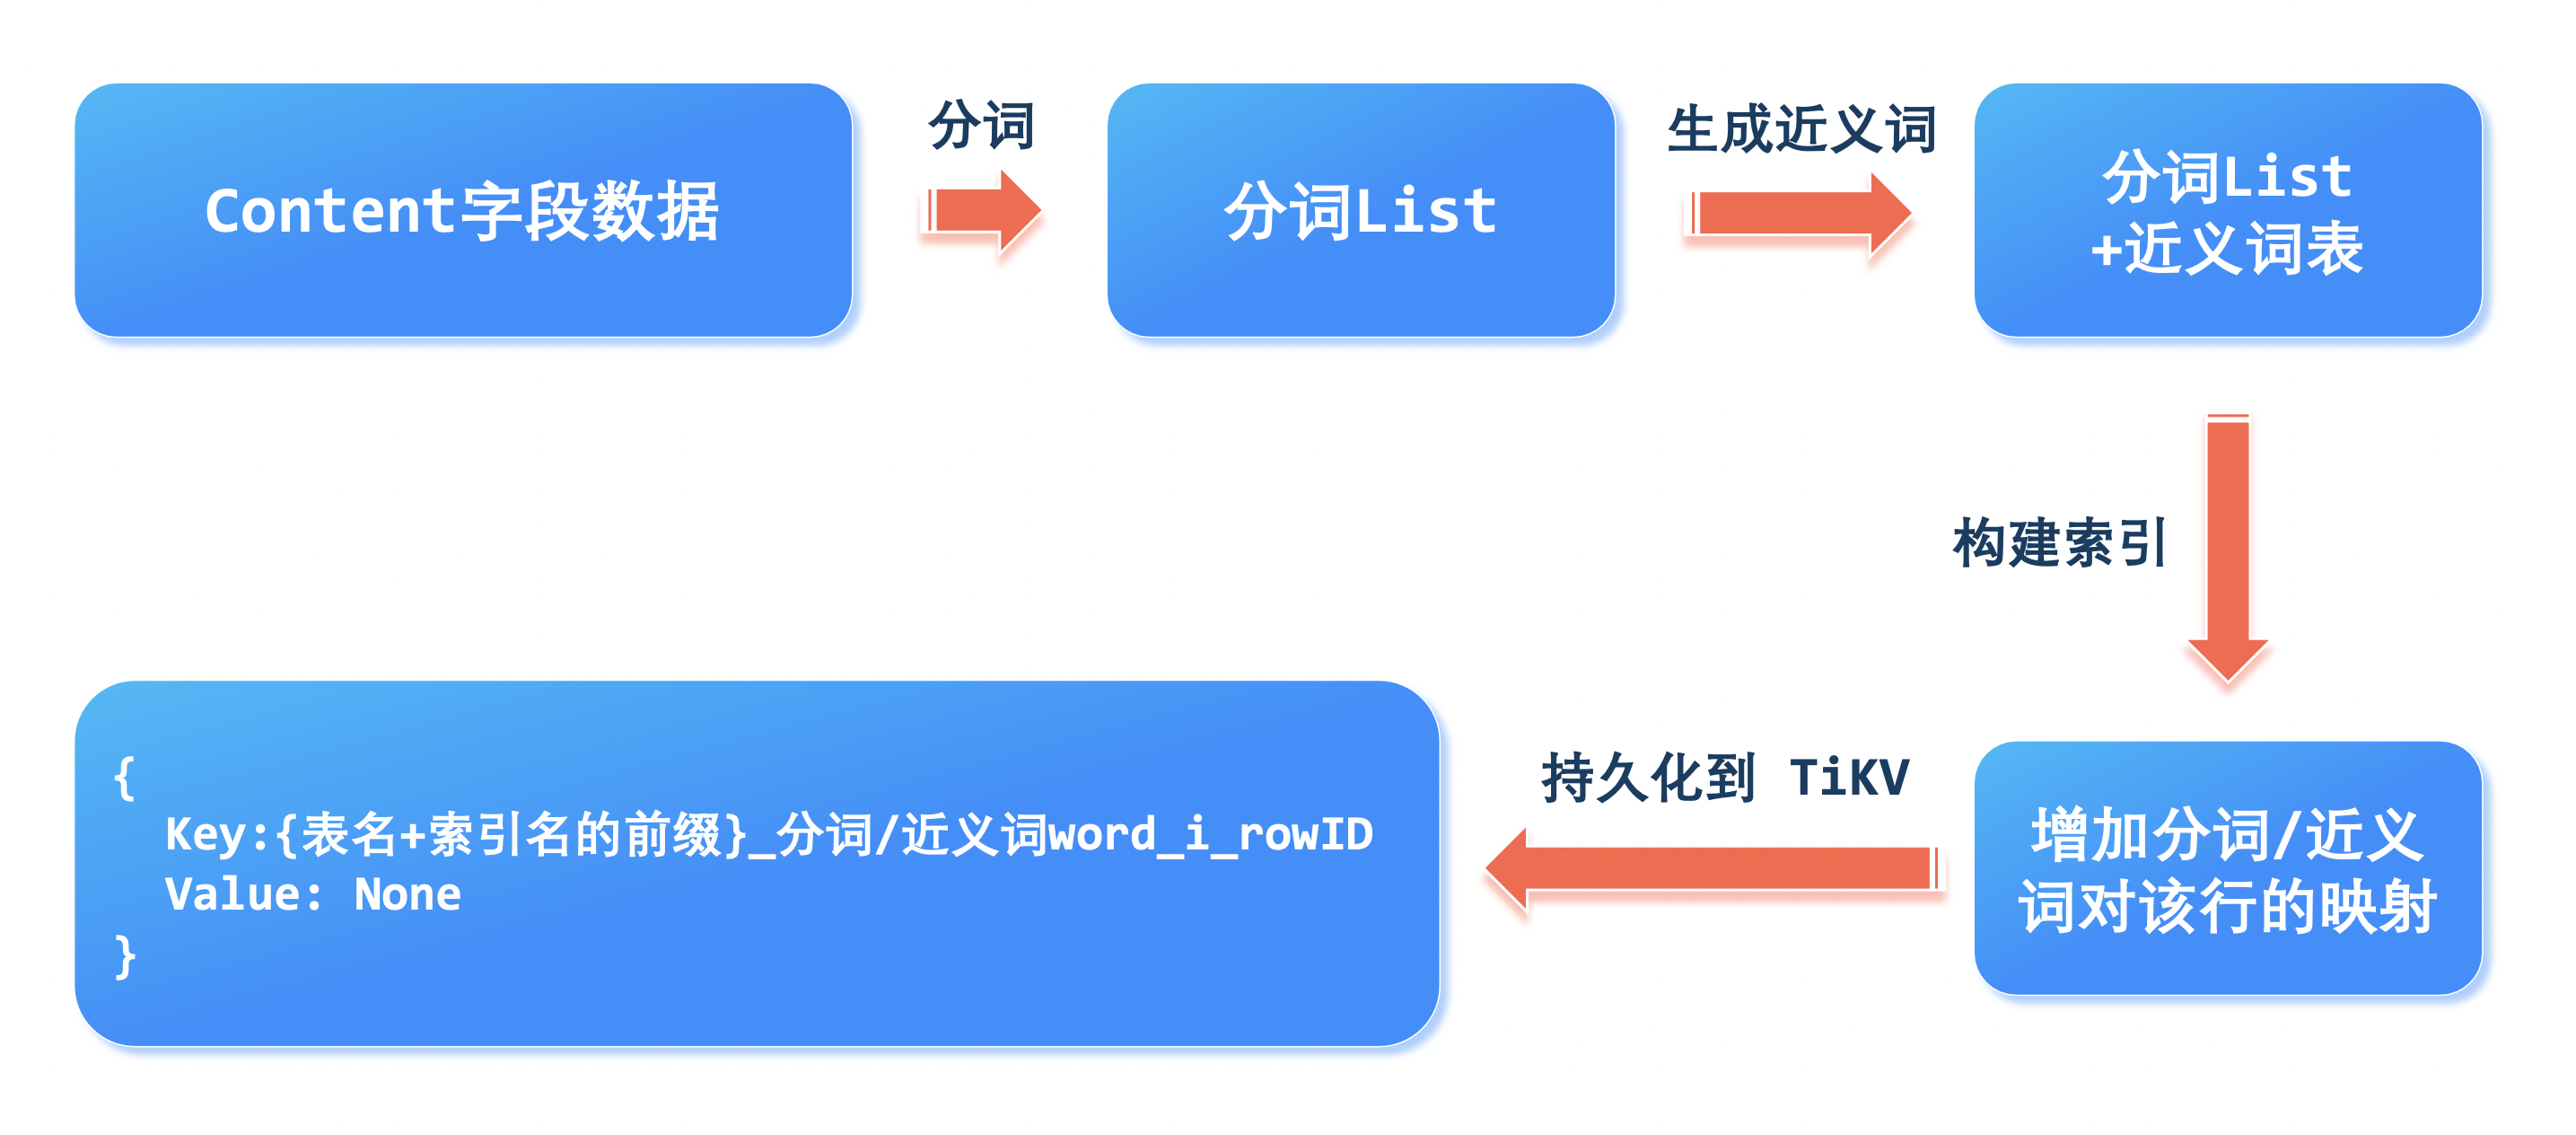 Content字段数据
分词
分词List
生成近义词
分词List
+近义词表
构建索引
增加分词/近义
词对该行的映射
持久化到 TiKV
{
Key:{表名+索引名的前缀}_分词/近义词word_i_rowID
Value: None
}